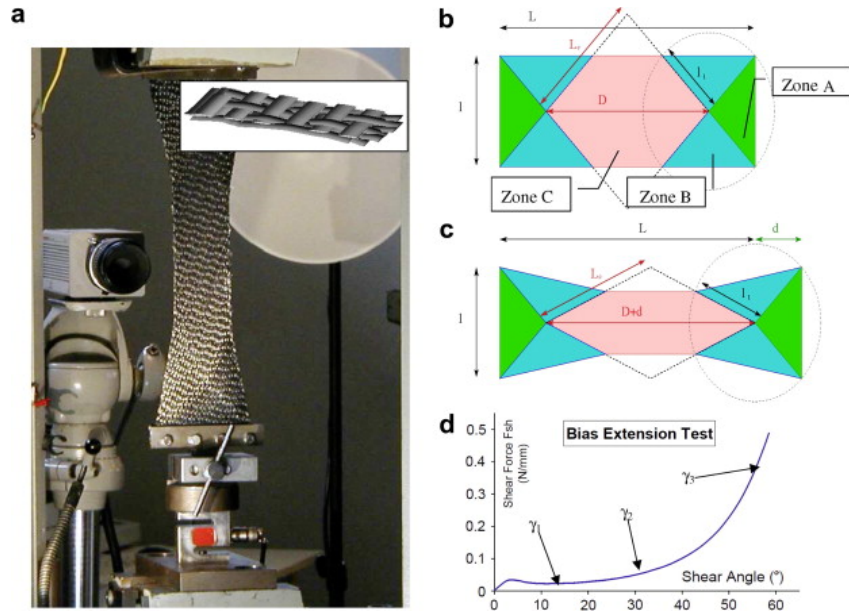 a
b
L
Lₒ
l₁
Zone A
l
D
Zone C
Zone B
c
L
d
Lₒ
l₁
l
D+d
d
Bias Extension Test
Shear Force Fsh
(N/mm)
0.5
0.4
0.3
0.2
0.1
0
γ₁
γ₂
γ₃
Shear Angle (°)
0 10 20 30 40 50 60